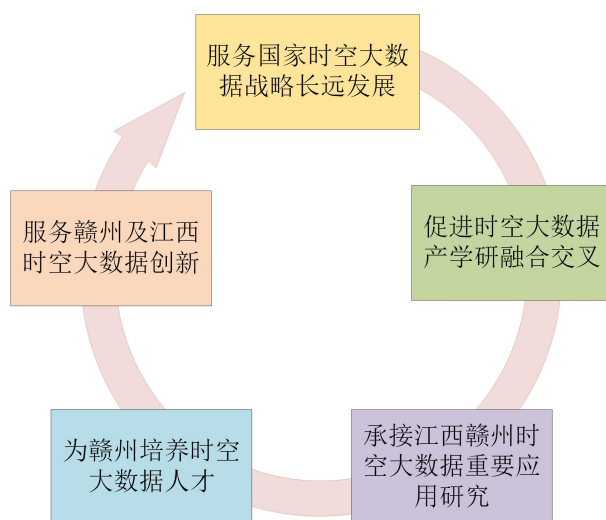 服务国家时空大数
据战略长远发展
促进时空大数据
产学研融合交叉
承接江西赣州时
空大数据重要应
用研究
为赣州培养时空
大数据人才
服务赣州及江西
时空大数据创新